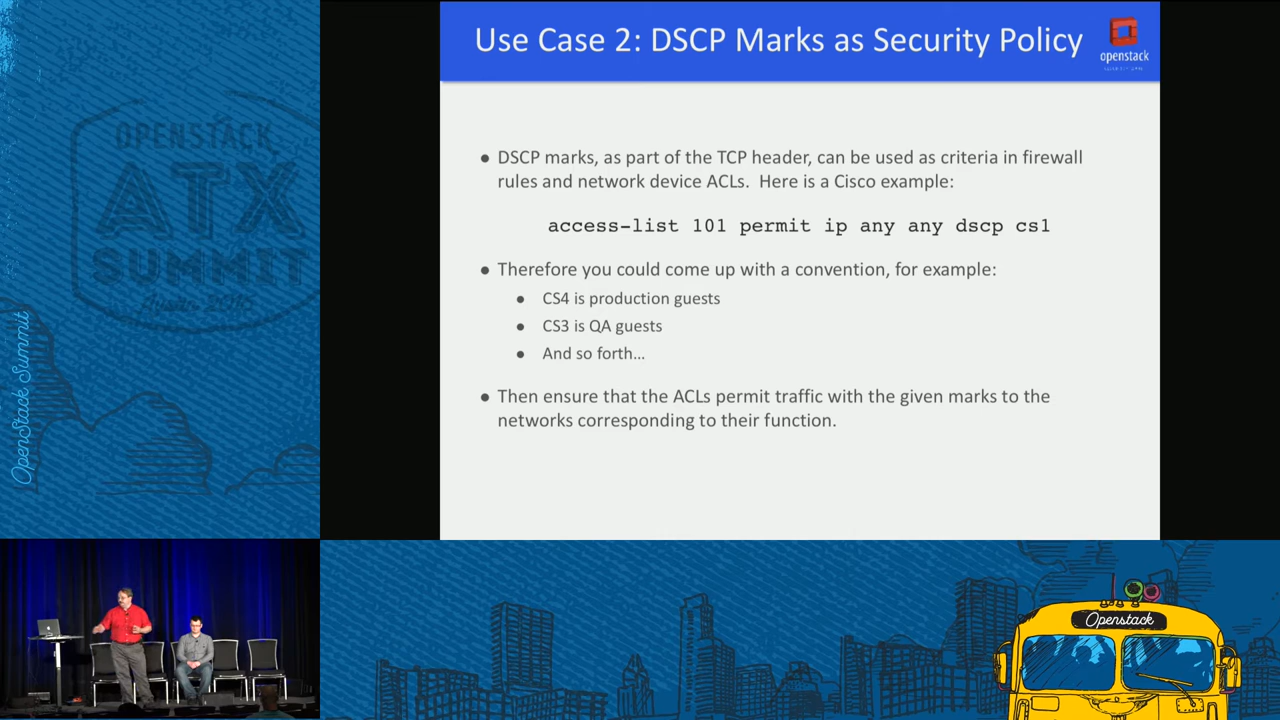 Use Case 2: DSCP Marks as Security Policy
openstack
OPENSTACK
ATX
SUMMIT
Austin 2016
OpenStack Summit
● DSCP marks, as part of the TCP header, can be used as criteria in firewall
rules and network device ACLs. Here is a Cisco example:
access-list 101 permit ip any any dscp cs1
● Therefore you could come up with a convention, for example:
● CS4 is production guests
● CS3 is QA guests
● And so forth…
● Then ensure that the ACLs permit traffic with the given marks to the
networks corresponding to their function.
Openstack